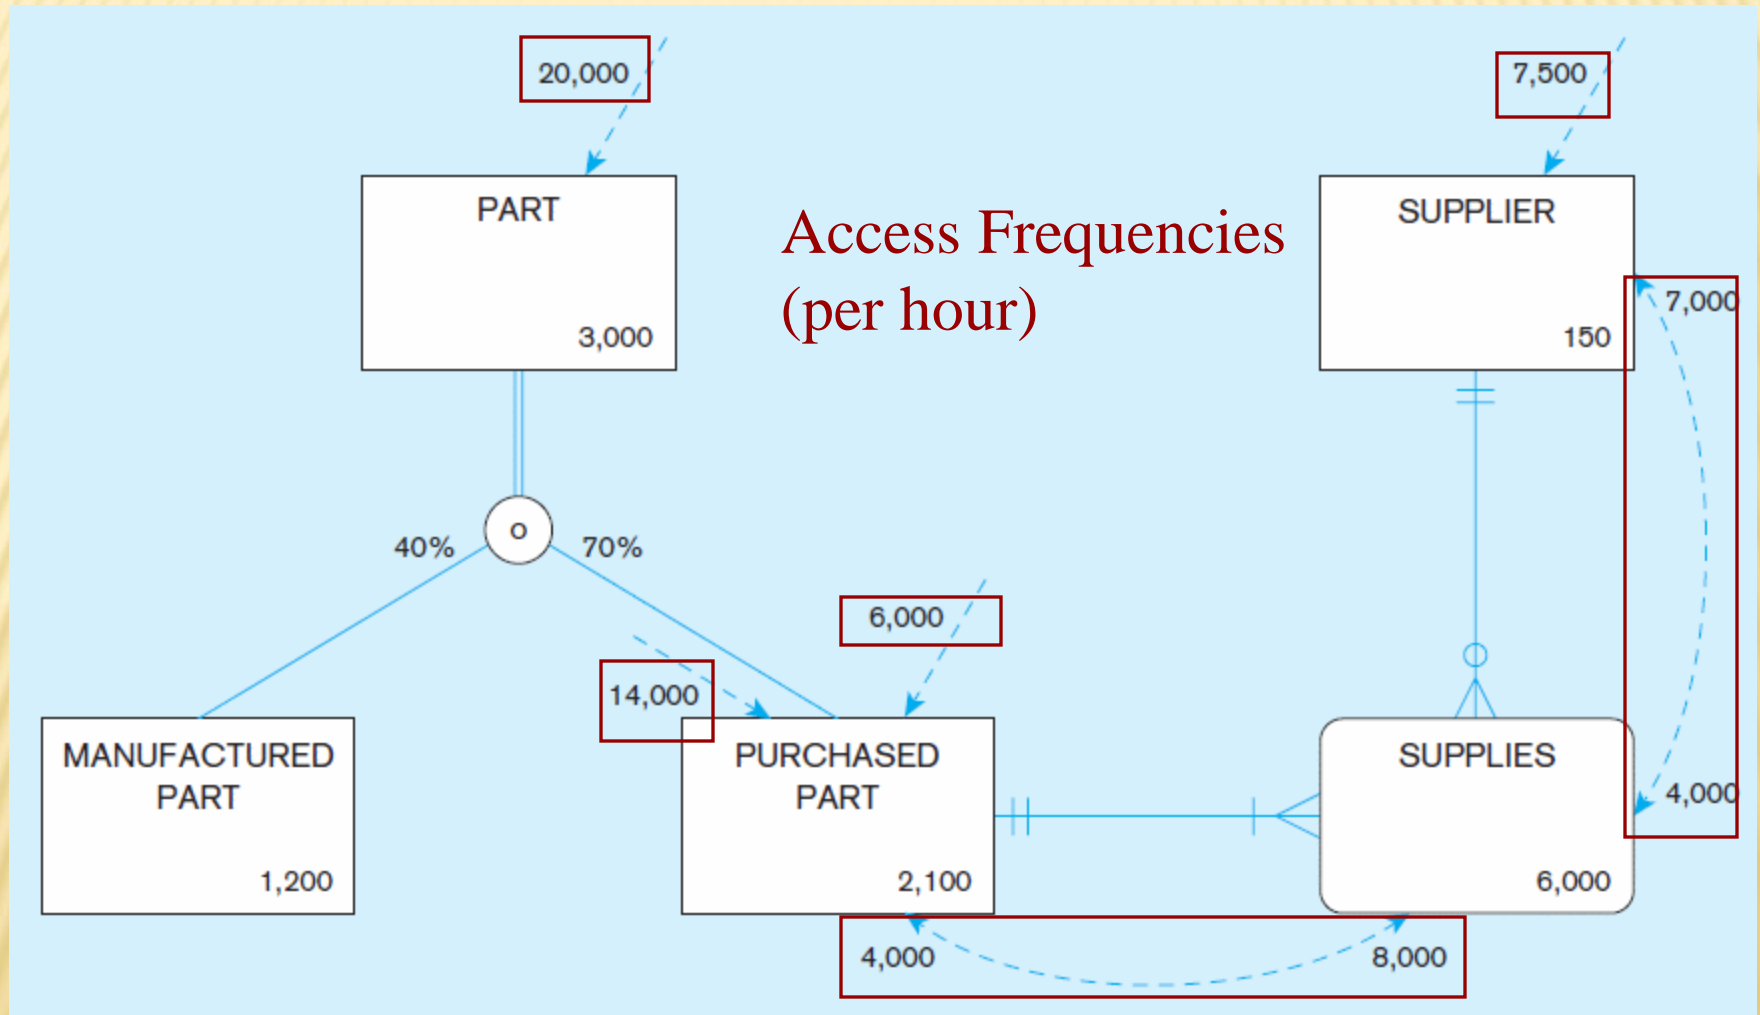 20,000
7,500
PART
3,000
Access Frequencies
(per hour)
SUPPLIER
150
7,000
40%
o
70%
6,000
14,000
MANUFACTURED
PART
1,200
PURCHASED
PART
2,100
SUPPLIES
6,000
4,000
4,000
8,000